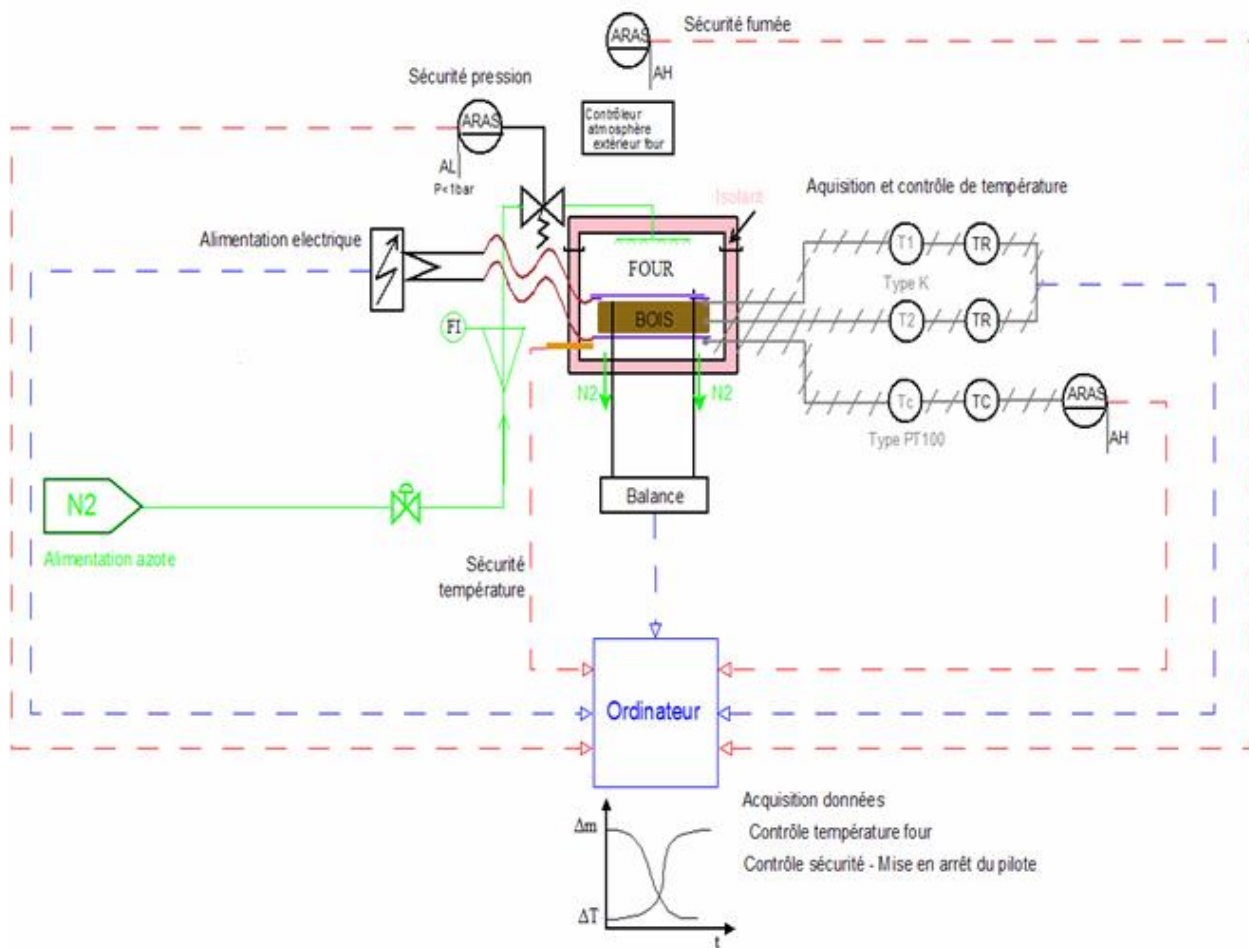 ARAS
Sécurité fumée
AH
Sécurité pression
ARAS
AL
P<1bar
Contrôleur
atmosphère
extérieur four
Isolant
Aquisition et contrôle de température
Alimentation electrique
FOUR
T1
TR
Type K
BOIS
T2
TR
FI
N2
N2
Tc
TC
ARAS
AH
Type PT100
Balance
N2
Alimentation azote
Sécurité
température
Ordinateur
Acquisition données
Δm
Contrôle température four
Contrôle sécurité - Mise en arrêt du pilote
ΔT
t